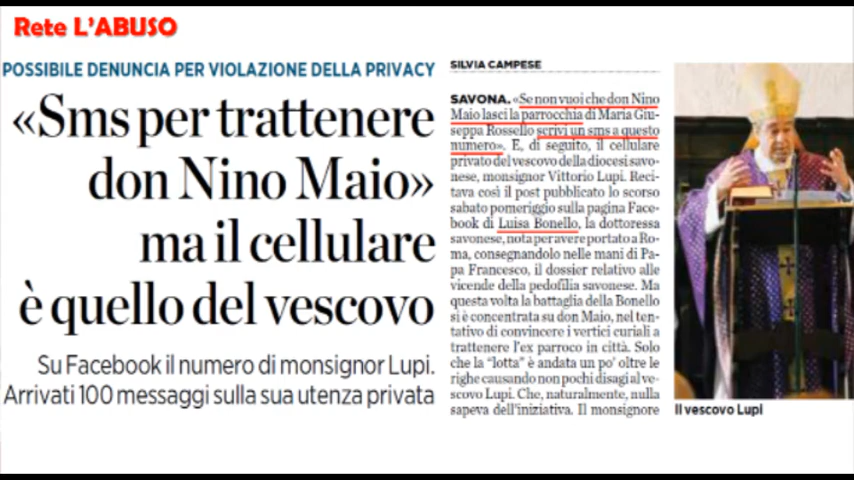 Rete L'ABUSO
POSSIBILE DENUNCIA PER VIOLAZIONE DELLA PRIVACY
«Sms per trattenere
don Nino Maio»
ma il cellulare
è quello del vescovo
Su Facebook il numero di monsignor Lupi.
Arrivati 100 messaggi sulla sua utenza privata
SILVIA CAMPESE
SAVONA. «Se non vuoi che don Nino
Maio lasci la parrocchia di Maria Giu-
seppa Rossello scrivi un sms a questo
numero». E, di seguito, il cellulare
privato del vescovo della diocesi savo-
nese, monsignor Vittorio Lupi. Reci-
tava così il post pubblicato lo scorso
sabato pomeriggio sulla pagina Face-
book di Luisa Bonello, la dottoressa
savonese, nota per avere portato a Ro-
ma, consegnandolo nelle mani di Pa-
pa Francesco, il dossier relativo alle
vicende della pedofilia savonese. Ma
questa volta la battaglia della Bonello
si è concentrata su don Maio, nel ten-
tativo di convincere i vertici curiali a
trattenere l'ex parroco in città. Solo
che la "lotta" è andata un po' oltre le
righe causando non pochi disagi al ve-
scovo Lupi. Che, naturalmente, nulla
sapeva dell'iniziativa. Il monsignore
Il vescovo Lupi